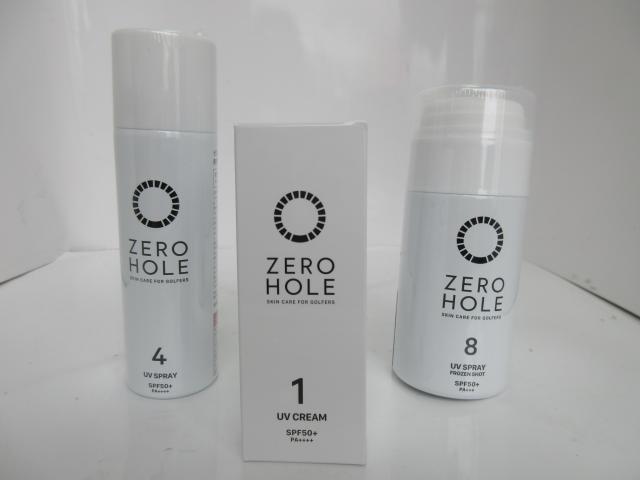 ZERO
HOLE
SKIN CARE FOR GOLFERS
4
UV SPRAY
SPF50+
PA++++
ZERO
HOLE
SKIN CARE FOR GOLFERS
1
UV CREAM
SPF50+
PA++++
ZERO
HOLE
SKIN CARE FOR GOLFERS
8
UV SPRAY
FROZEN SHOT
SPF50+
PA+++